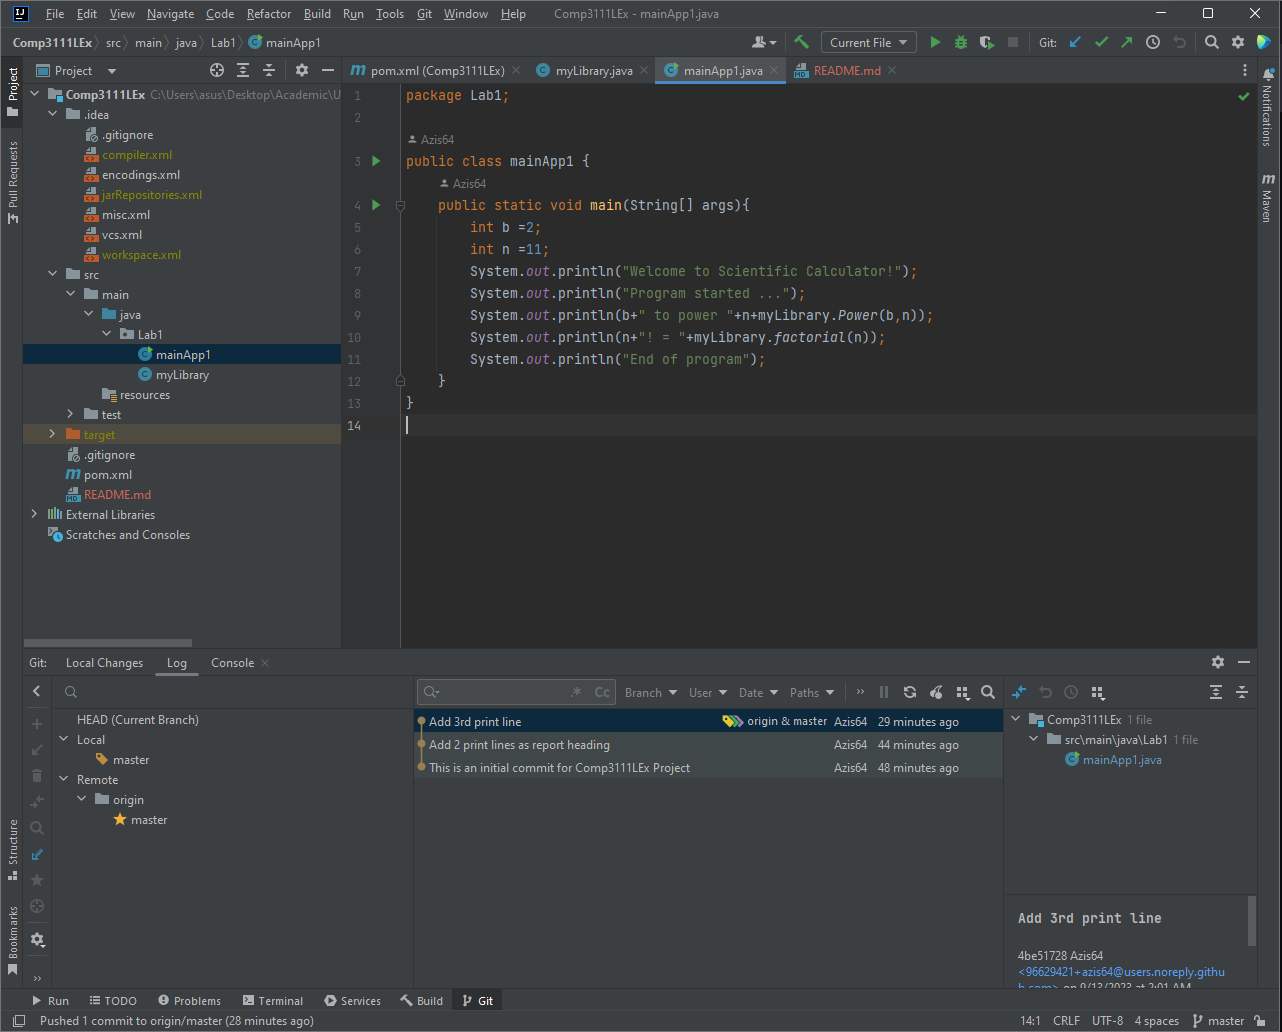 File Edit View Navigate Code Refactor Build Run Tools Git Window Help Comp3111LEx - mainApp1.java
Comp3111LEx src main java Lab1 mainApp1 Current File Git:
Project
Pull Requests
Structure
Bookmarks
Project
Comp3111LEx C:\Users\asus\Desktop\Academic\U
.idea
.gitignore
compiler.xml
encodings.xml
jarRepositories.xml
misc.xml
vcs.xml
workspace.xml
src
main
java
Lab1
mainApp1
myLibrary
resources
test
target
.gitignore
pom.xml
README.md
External Libraries
Scratches and Consoles
pom.xml (Comp3111LEx) myLibrary.java mainApp1.java README.md
1 package Lab1;
2
Azis64
3 public class mainApp1 {
Azis64
4 public static void main(String[] args){
5 int b =2;
6 int n =11;
7 System.out.println("Welcome to Scientific Calculator!");
8 System.out.println("Program started ...");
9 System.out.println(b+" to power "+n+myLibrary.Power(b,n));
10 System.out.println(n+"! = "+myLibrary.factorial(n));
11 System.out.println("End of program");
12 }
13 }
14
Notifications
Maven
Git: Local Changes Log Console
HEAD (Current Branch)
Local
master
Remote
origin
master
.* Cc Branch User Date Paths
Add 3rd print line origin & master Azis64 29 minutes ago
Add 2 print lines as report heading Azis64 44 minutes ago
This is an initial commit for Comp3111LEx Project Azis64 48 minutes ago
Comp3111LEx 1 file
src\main\java\Lab1 1 file
mainApp1.java
Add 3rd print line
4be51728 Azis64
<96629421+azis64@users.noreply.githu
b.com> on 9/13/2023 at 2:01 AM
Run TODO Problems Terminal Services Build Git
Pushed 1 commit to origin/master (28 minutes ago) 14:1 CRLF UTF-8 4 spaces master